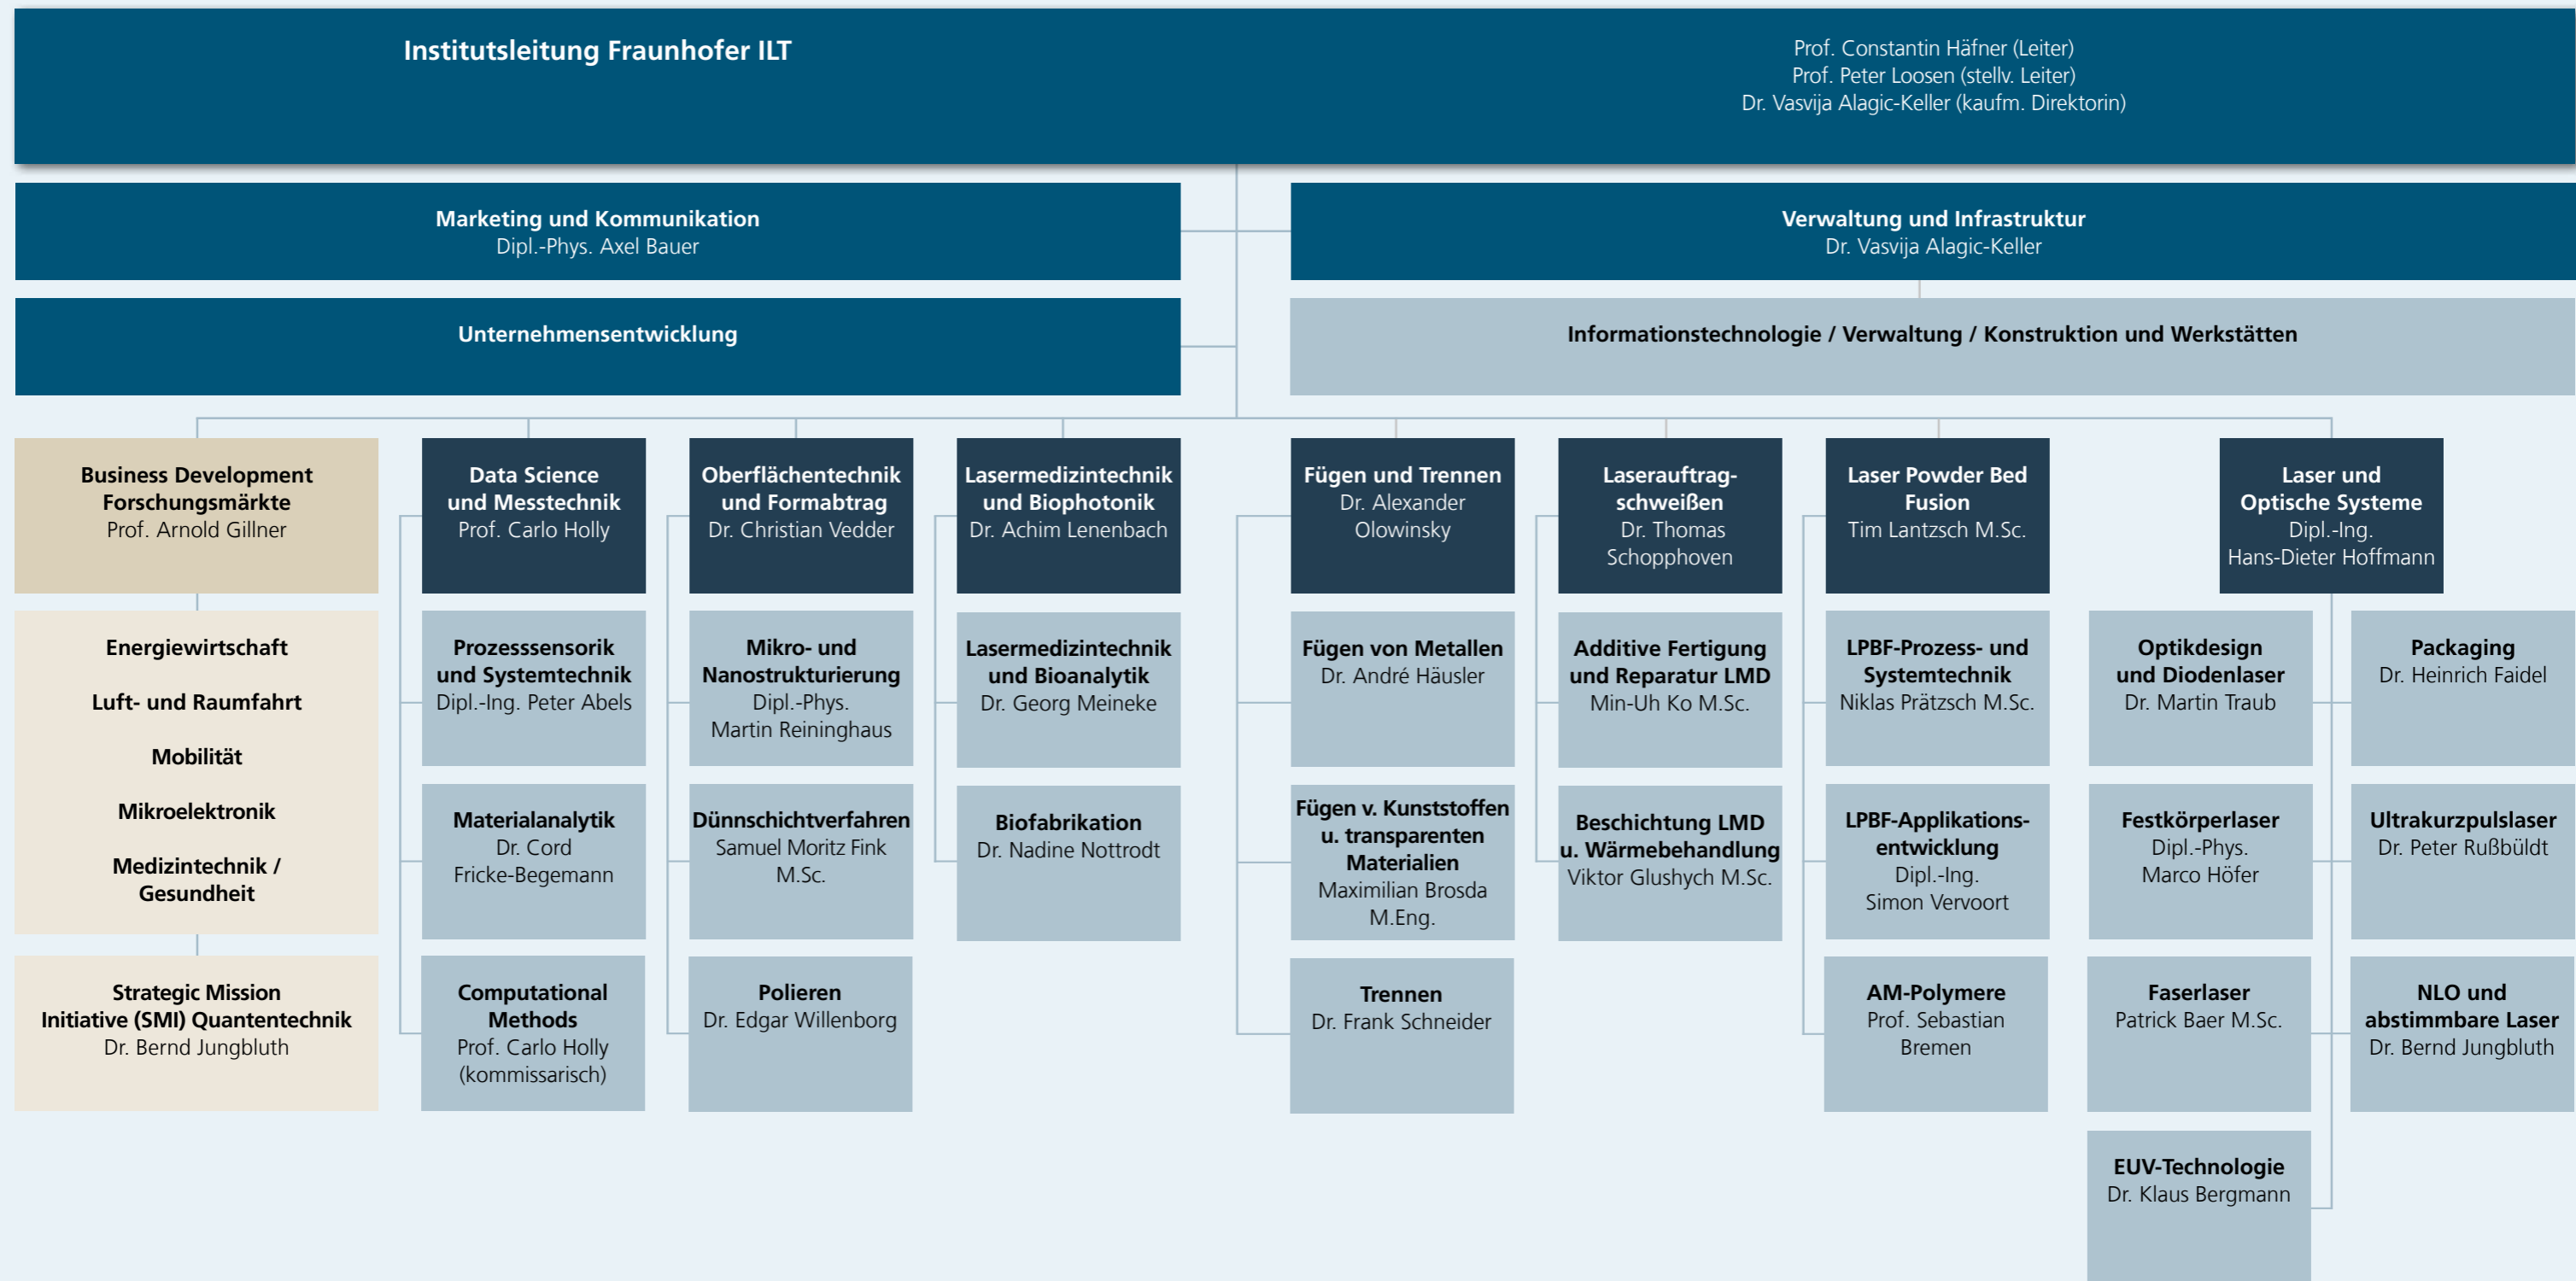 Institutsleitung Fraunhofer ILT
Prof. Constantin Häfner (Leiter)
Prof. Peter Loosen (stellv. Leiter)
Dr. Vasvija Alagic-Keller (kaufm. Direktorin)
Marketing und Kommunikation
Dipl.-Phys. Axel Bauer
Verwaltung und Infrastruktur
Dr. Vasvija Alagic-Keller
Unternehmensentwicklung
Informationstechnologie / Verwaltung / Konstruktion und Werkstätten
Business Development
Forschungsmärkte
Prof. Arnold Gillner
Energiewirtschaft
Luft- und Raumfahrt
Mobilität
Mikroelektronik
Medizintechnik /
Gesundheit
Strategic Mission
Initiative (SMI) Quantentechnik
Dr. Bernd Jungbluth
Data Science
und Messtechnik
Prof. Carlo Holly
Prozesssensorik
und Systemtechnik
Dipl.-Ing. Peter Abels
Materialanalytik
Dr. Cord
Fricke-Begemann
Computational
Methods
Prof. Carlo Holly
(kommissarisch)
Oberflächentechnik
und Formabtrag
Dr. Christian Vedder
Mikro- und
Nanostrukturierung
Dipl.-Phys.
Martin Reininghaus
Dünnschichtverfahren
Samuel Moritz Fink
M.Sc.
Polieren
Dr. Edgar Willenborg
Lasermedizintechnik
und Biophotonik
Dr. Achim Lenenbach
Lasermedizintechnik
und Bioanalytik
Dr. Georg Meineke
Biofabrikation
Dr. Nadine Nottrodt
Fügen und Trennen
Dr. Alexander
Olowinsky
Fügen von Metallen
Dr. André Häusler
Fügen v. Kunststoffen
u. transparenten
Materialien
Maximilian Brosda
M.Eng.
Trennen
Dr. Frank Schneider
Laserauftrag-
schweißen
Dr. Thomas
Schopphoven
Additive Fertigung
und Reparatur LMD
Min-Uh Ko M.Sc.
Beschichtung LMD
u. Wärmebehandlung
Viktor Glushych M.Sc.
Laser Powder Bed
Fusion
Tim Lantzsch M.Sc.
LPBF-Prozess- und
Systemtechnik
Niklas Prätzsch M.Sc.
LPBF-Applikations-
entwicklung
Dipl.-Ing.
Simon Vervoort
AM-Polymere
Prof. Sebastian
Bremen
Laser und
Optische Systeme
Dipl.-Ing.
Hans-Dieter Hoffmann
Optikdesign
und Diodenlaser
Dr. Martin Traub
Packaging
Dr. Heinrich Faidel
Festkörperlaser
Dipl.-Phys.
Marco Höfer
Ultrakurzpulslaser
Dr. Peter Rußbüldt
Faserlaser
Patrick Baer M.Sc.
NLO und
abstimmbare Laser
Dr. Bernd Jungbluth
EUV-Technologie
Dr. Klaus Bergmann